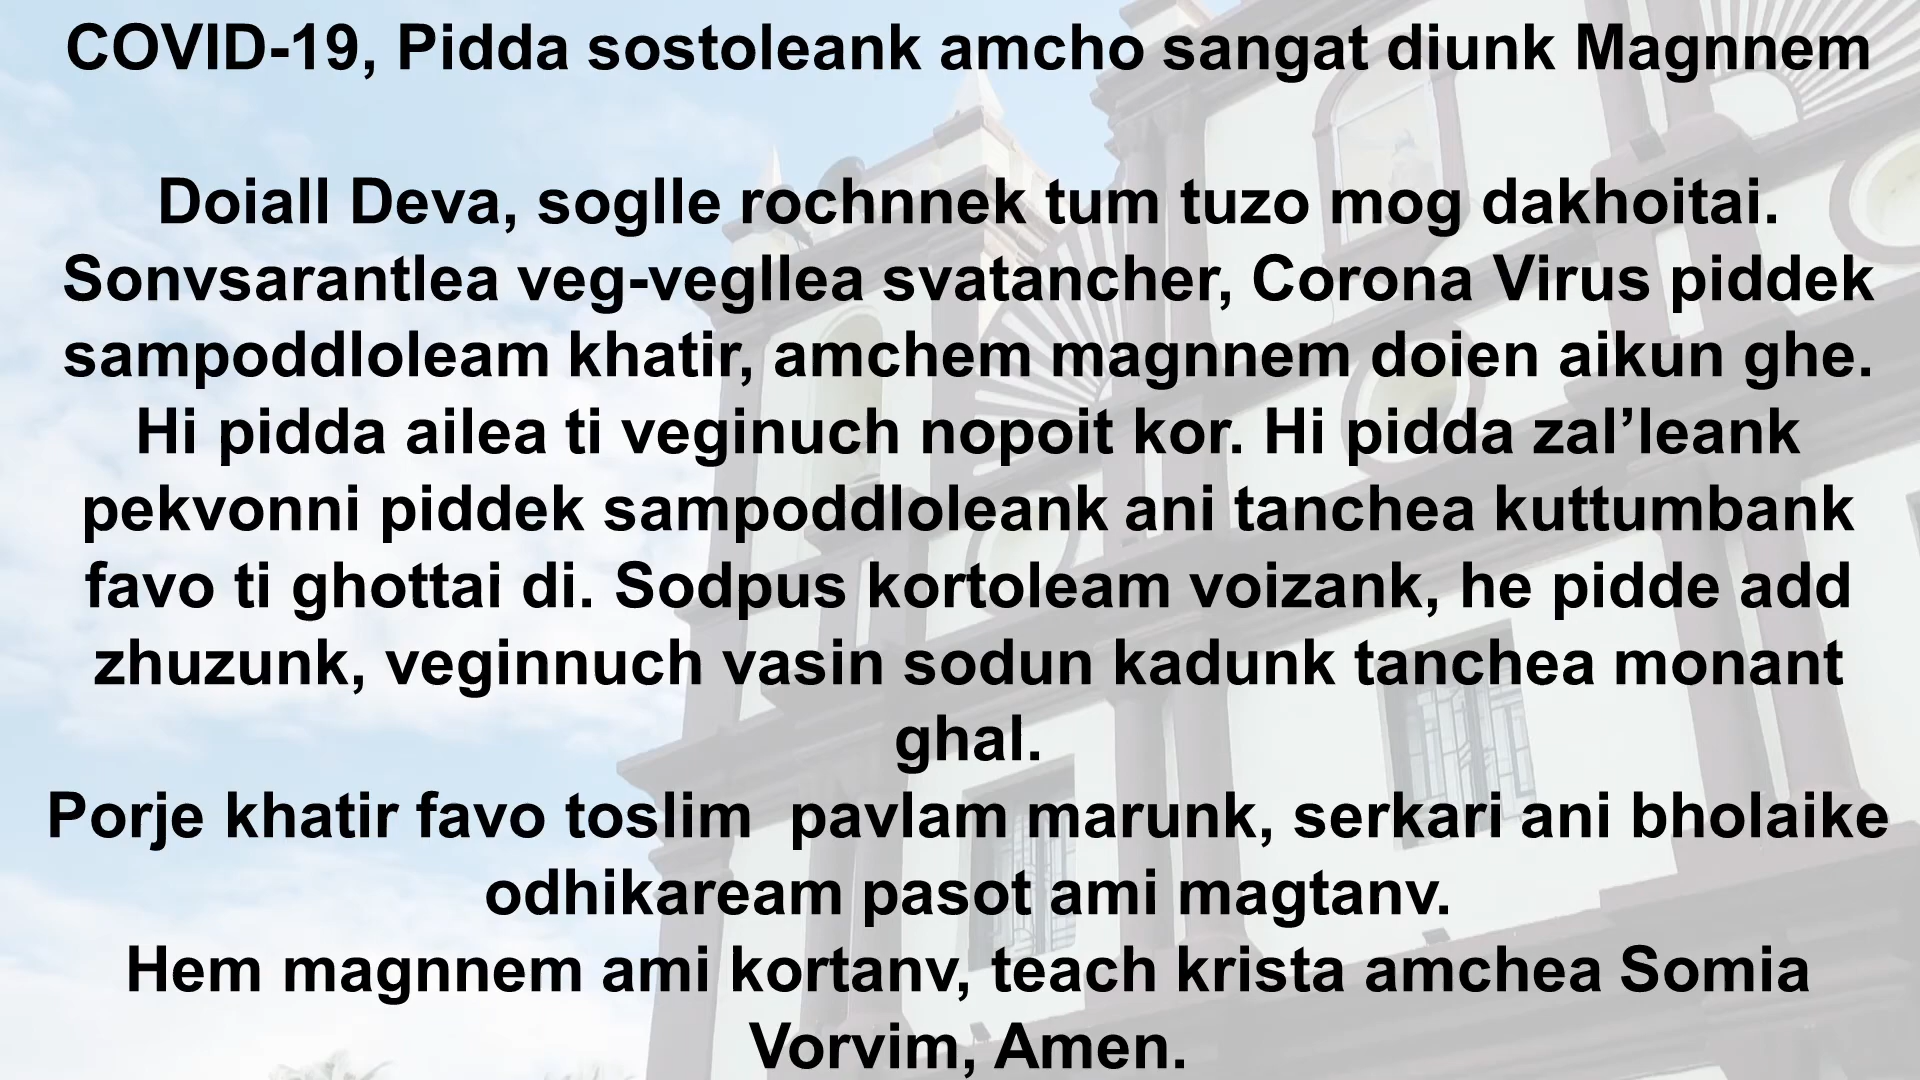 COVID-19, Pidda sostoleank amcho sangat diunk Magnnem
Doiall Deva, soglle rochnnek tum tuzo mog dakhoitai.
Sonvsarantlea veg-vegllea svatancher, Corona Virus piddek
sampoddloleam khatir, amchem magnnem doien aikun ghe.
Hi pidda ailea ti veginuch nopoit kor. Hi pidda zal’leank
pekvonni piddek sampoddloleank ani tanchea kuttumbank
favo ti ghottai di. Sodpus kortoleam voizank, he pidde add
zhuzunk, veginnuch vasin sodun kadunk tanchea monant
ghal.
Porje khatir favo toslim  pavlam marunk, serkari ani bholaike
odhikaream pasot ami magtanv.
Hem magnnem ami kortanv, teach krista amchea Somia
Vorvim, Amen.